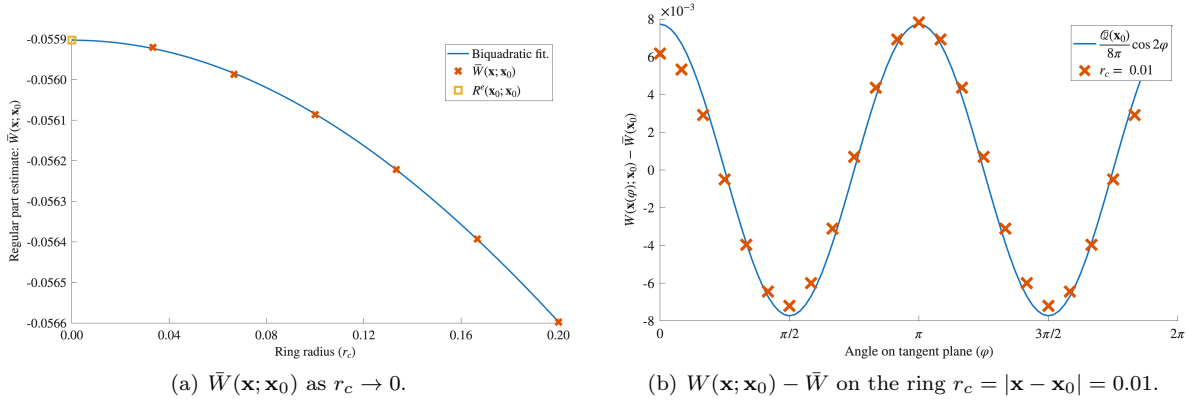 -0.0559
-0.0560
-0.0561
-0.0562
-0.0563
-0.0564
-0.0565
-0.0566
Regular part estimate: W̄(x; x₀)
0.00
0.04
0.08
0.12
0.16
0.20
Ring radius (r_c)
Biquadratic fit.
W̄(x; x₀)
Rᵉ(x₀; x₀)
(a) W̄(x; x₀) as r_c → 0.
×10⁻³
8
6
4
2
0
-2
-4
-6
-8
W(x(φ); x₀) − W̄(x₀)
0
π/2
π
3π/2
2π
Angle on tangent plane (φ)
𝒬(x₀)/8π cos 2φ
r_c = 0.01
(b) W(x; x₀) − W̄ on the ring r_c = |x − x₀| = 0.01.